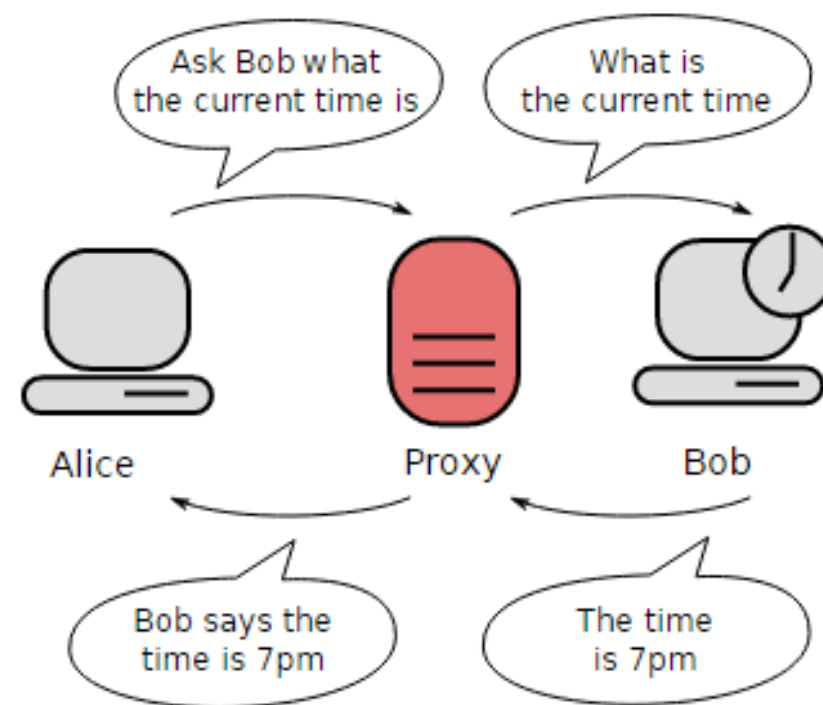 Ask Bob what
the current time is
What is
the current time
Alice
Proxy
Bob
Bob says the
time is 7pm
The time
is 7pm